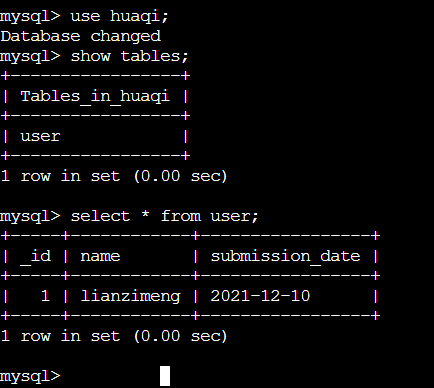 mysql> use huaqi;
Database changed
mysql> show tables;
+-----------------+
| Tables_in_huaqi |
+-----------------+
| user            |
+-----------------+
1 row in set (0.00 sec)

mysql> select * from user;
+-----+------------+-----------------+
| _id | name       | submission_date |
+-----+------------+-----------------+
|   1 | lianzimeng | 2021-12-10      |
+-----+------------+-----------------+
1 row in set (0.00 sec)

mysql>